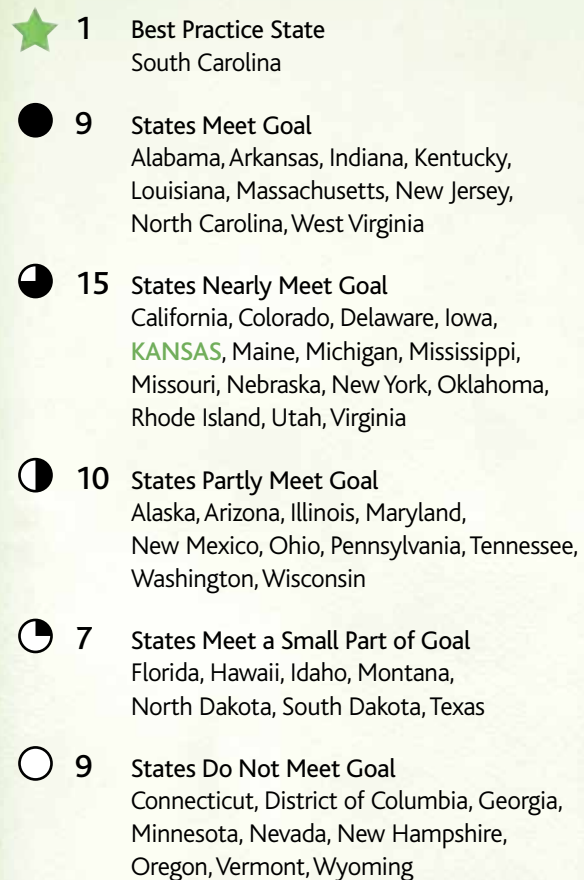 1 Best Practice State
South Carolina
9 States Meet Goal
Alabama, Arkansas, Indiana, Kentucky,
Louisiana, Massachusetts, New Jersey,
North Carolina, West Virginia
15 States Nearly Meet Goal
California, Colorado, Delaware, Iowa,
KANSAS, Maine, Michigan, Mississippi,
Missouri, Nebraska, New York, Oklahoma,
Rhode Island, Utah, Virginia
10 States Partly Meet Goal
Alaska, Arizona, Illinois, Maryland,
New Mexico, Ohio, Pennsylvania, Tennessee,
Washington, Wisconsin
7 States Meet a Small Part of Goal
Florida, Hawaii, Idaho, Montana,
North Dakota, South Dakota, Texas
9 States Do Not Meet Goal
Connecticut, District of Columbia, Georgia,
Minnesota, Nevada, New Hampshire,
Oregon, Vermont, Wyoming